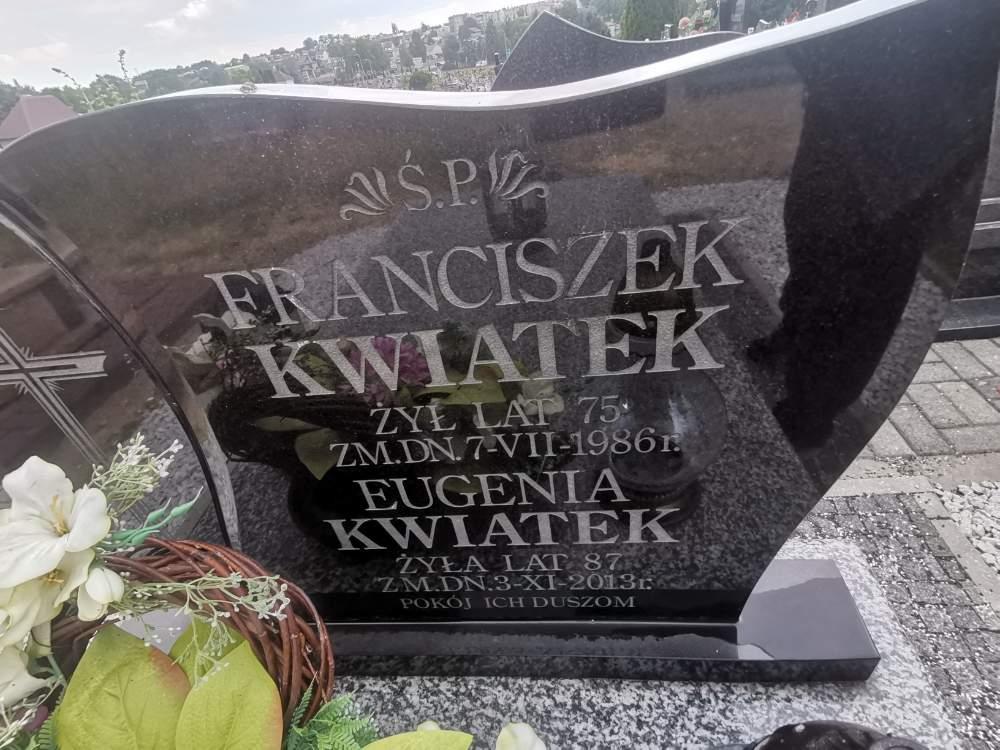 Ś.P.
FRANCISZEK
KWIATEK
ŻYŁ LAT 75
ZM.DN.7-VII-1986r.
EUGENIA
KWIATEK
ŻYŁA LAT 87
ZM.DN.3-XI-2013r.
POKÓJ ICH DUSZOM